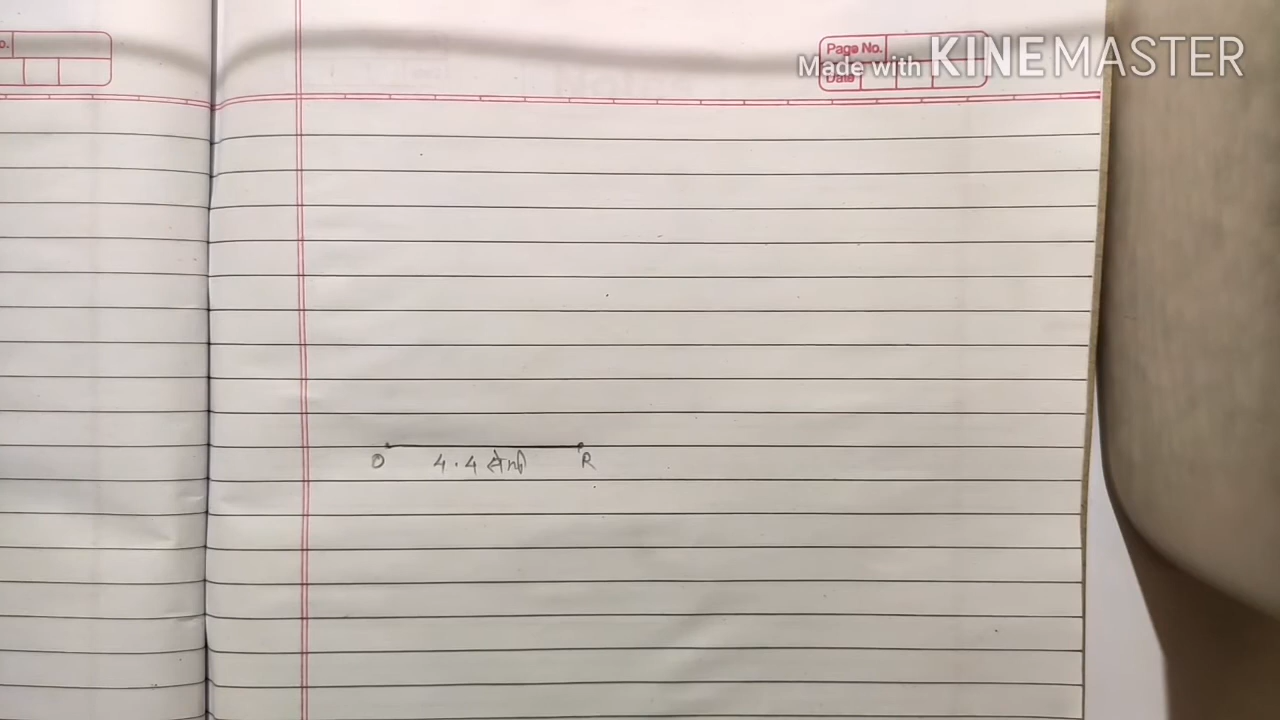 Page No.
Made with KINEMASTER
Date
O 4.4 सेमी R